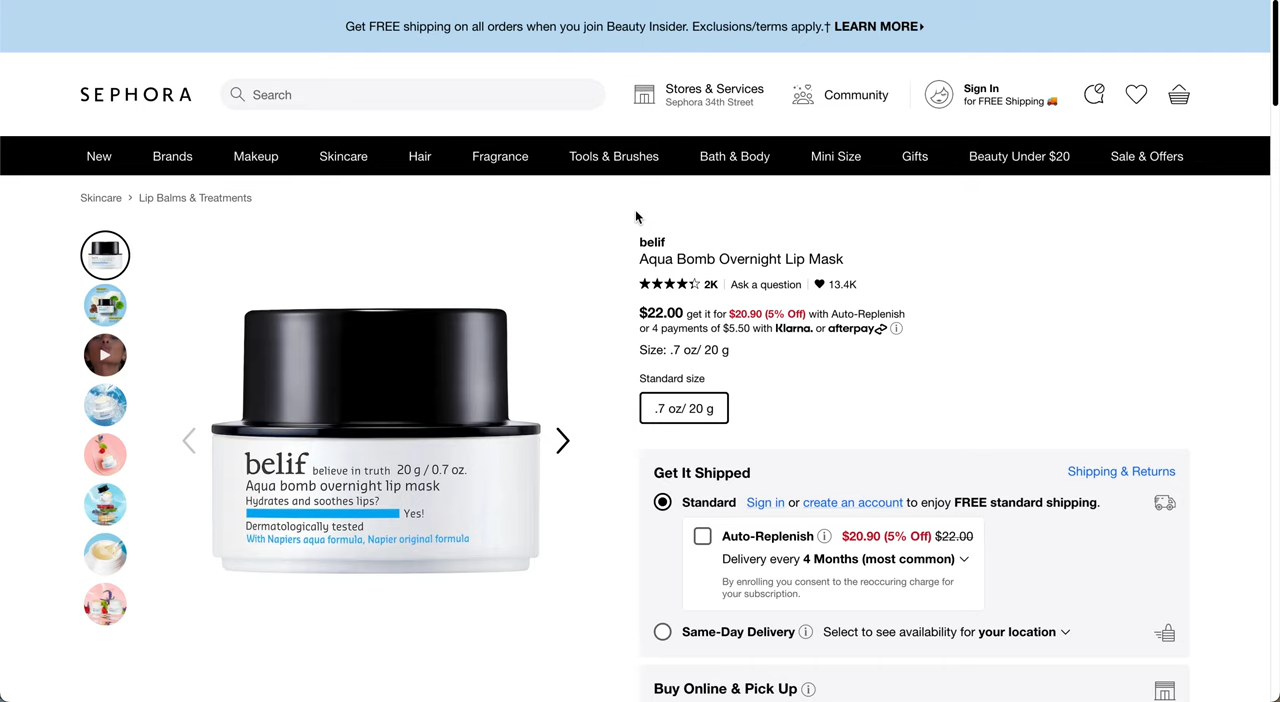 Get FREE shipping on all orders when you join Beauty Insider. Exclusions/terms apply.† LEARN MORE
SEPHORA
Search
Stores & Services
Sephora 34th Street
Community
Sign In
for FREE Shipping 🚚
New Brands Makeup Skincare Hair Fragrance Tools & Brushes Bath & Body Mini Size Gifts Beauty Under $20 Sale & Offers
Skincare > Lip Balms & Treatments
belif believe in truth 20 g / 0.7 oz.
Aqua bomb overnight lip mask
Hydrates and soothes lips?
Yes!
Dermatologically tested
With Napiers aqua formula, Napier original formula
belif
Aqua Bomb Overnight Lip Mask
2K Ask a question 13.4K
$22.00 get it for $20.90 (5% Off) with Auto-Replenish
or 4 payments of $5.50 with Klarna. or afterpay
Size: .7 oz/ 20 g
Standard size
.7 oz/ 20 g
Get It Shipped
Shipping & Returns
Standard Sign in or create an account to enjoy FREE standard shipping.
Auto-Replenish $20.90 (5% Off) $22.00
Delivery every 4 Months (most common)
By enrolling you consent to the reoccuring charge for
your subscription.
Same-Day Delivery Select to see availability for your location
Buy Online & Pick Up